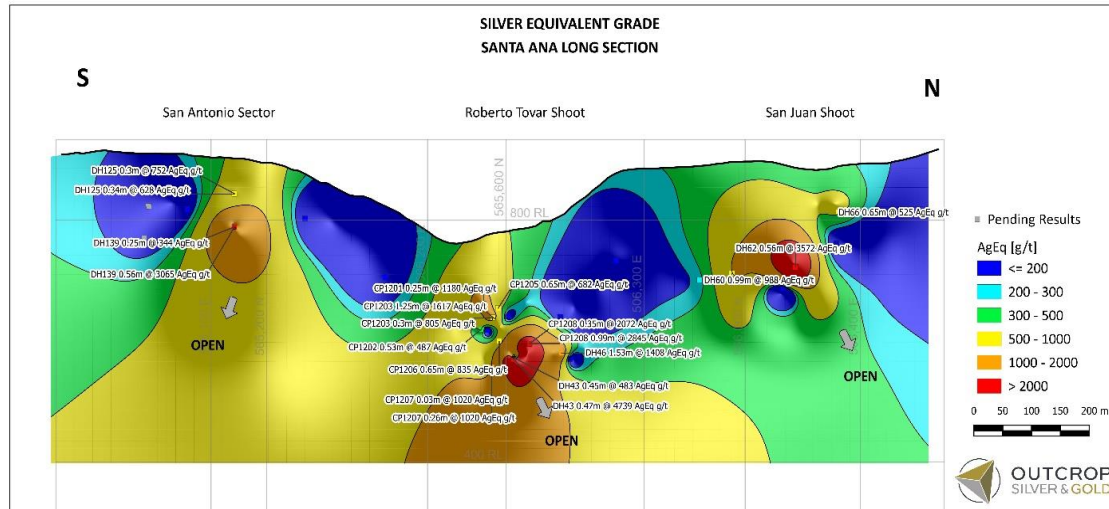 SILVER EQUIVALENT GRADE
SANTA ANA LONG SECTION
S
N
San Antonio Sector
Roberto Tovar Shoot
San Juan Shoot
DH125 0.3m @ 752 AgEq g/t
DH125 0.34m @ 628 AgEq g/t
DH139 0.25m @ 344 AgEq g/t
DH139 0.56m @ 3065 AgEq g/t
OPEN
565,600 N
800 RL
CP1201 0.25m @ 1180 AgEq g/t
CP1203 1.25m @ 1617 AgEq g/t
CP1203 0.3m @ 805 AgEq g/t
CP1202 0.53m @ 487 AgEq g/t
CP1206 0.65m @ 835 AgEq g/t
CP1207 0.03m @ 1020 AgEq g/t
CP1207 0.26m @ 1020 AgEq g/t
CP1205 0.65m @ 682 AgEq g/t
CP1208 0.35m @ 2072 AgEq g/t
CP1208 0.99m @ 2845 AgEq g/t
DH46 1.53m @ 1408 AgEq g/t
DH43 0.45m @ 483 AgEq g/t
DH43 0.47m @ 4739 AgEq g/t
OPEN
400 RL
506,300 E
DH66 0.65m @ 525 AgEq g/t
DH62 0.56m @ 3572 AgEq g/t
DH60 0.99m @ 988 AgEq g/t
OPEN
Pending Results
AgEq [g/t]
<= 200
200 - 300
300 - 500
500 - 1000
1000 - 2000
> 2000
0 50 100 150 200 m
OUTCROP
SILVER & GOLD